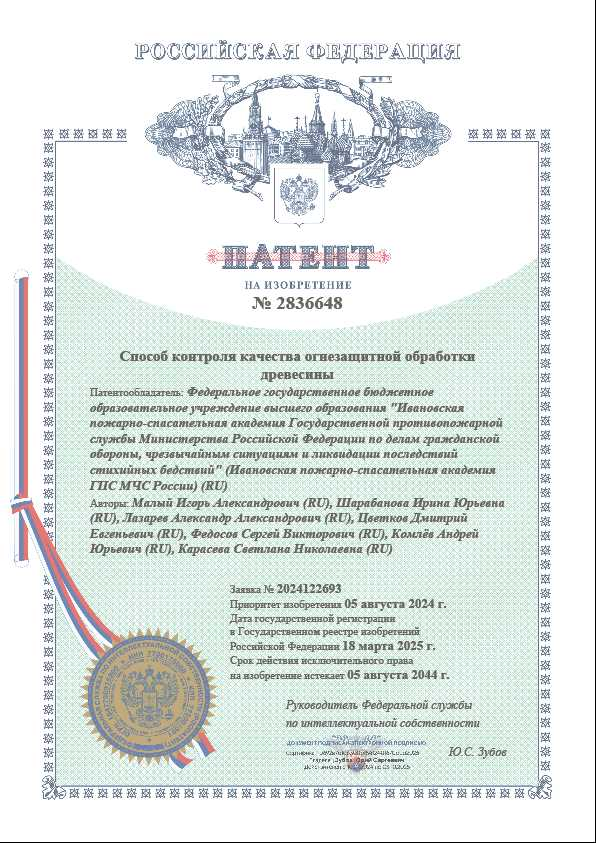 РОССИЙСКАЯ ФЕДЕРАЦИЯ
ПАТЕНТ
НА ИЗОБРЕТЕНИЕ
№ 2836648
Способ контроля качества огнезащитной обработки
древесины
Патентообладатель: Федеральное государственное бюджетное
образовательное учреждение высшего образования "Ивановская
пожарно-спасательная академия Государственной противопожарной
службы Министерства Российской Федерации по делам гражданской
обороны, чрезвычайным ситуациям и ликвидации последствий
стихийных бедствий" (Ивановская пожарно-спасательная академия
ГПС МЧС России) (RU)
Авторы: Малый Игорь Александрович (RU), Шарабанова Ирина Юрьевна
(RU), Лазарев Александр Александрович (RU), Цветков Дмитрий
Евгеньевич (RU), Федосов Сергей Викторович (RU), Комлёв Андрей
Юрьевич (RU), Карасева Светлана Николаевна (RU)
Заявка № 2024122693
Приоритет изобретения 05 августа 2024 г.
Дата государственной регистрации
в Государственном реестре изобретений
Российской Федерации 18 марта 2025 г.
Срок действия исключительного права
на изобретение истекает 05 августа 2044 г.
Руководитель Федеральной службы
по интеллектуальной собственности
ДОКУМЕНТ ПОДПИСАН ЭЛЕКТРОННОЙ ПОДПИСЬЮ
Зубов Юрий Сергеевич
Ю.С. Зубов